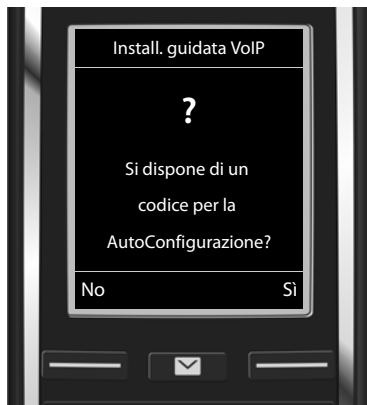 Install. guidata VoIP
?
Si dispone di un
codice per la
AutoConfigurazione?
No Sì